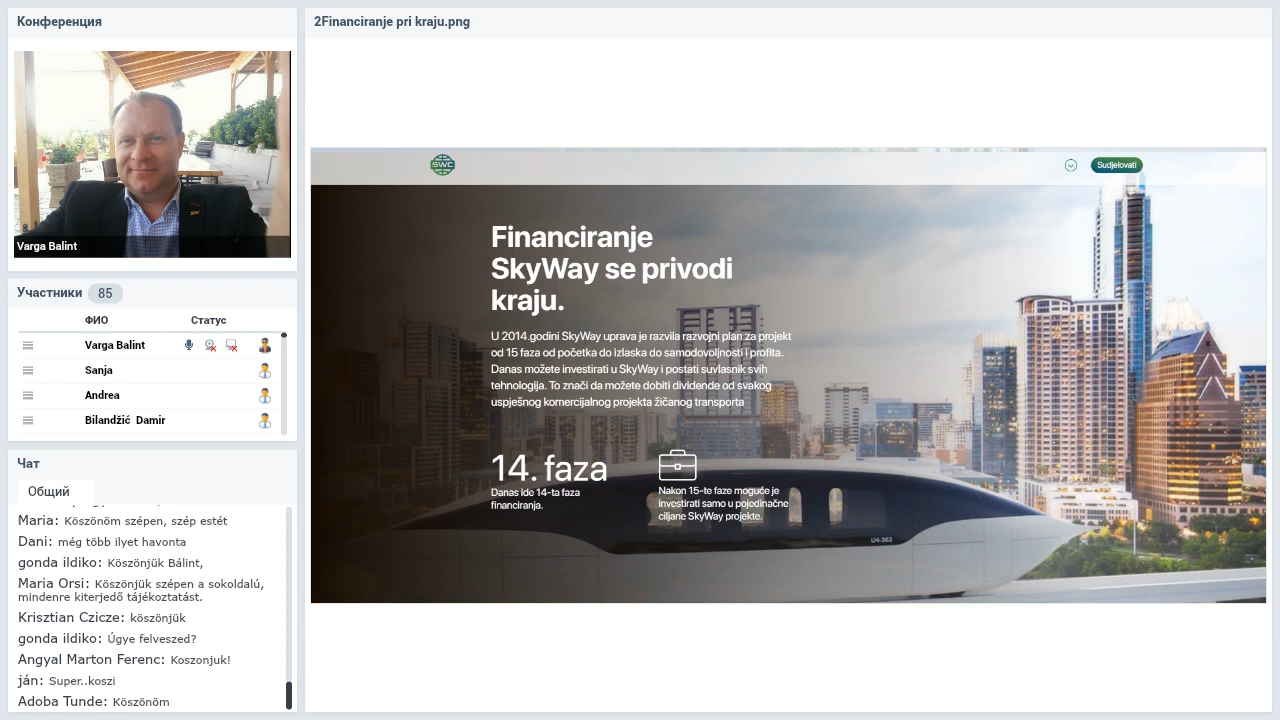 Конференция
Varga Balint
Участники 85
ФИО Статус
Varga Balint
Sanja
Andrea
Bilandžić Damir
Чат
Общий
Maria: Köszönöm szépen, szép estét
Dani: még több ilyet havonta
gonda ildiko: Köszönjük Bálint,
Maria Orsi: Köszönjük szépen a sokoldalú,
mindenre kiterjedő tájékoztatást.
Krisztian Czicze: köszönjük
gonda ildiko: Úgye felveszed?
Angyal Marton Ferenc: Koszonjuk!
ján: Super..koszi
Adoba Tunde: Köszönöm
2Financiranje pri kraju.png
SWC
Sudjelovati
Financiranje
SkyWay se privodi
kraju.
U 2014.godini SkyWay uprava je razvila razvojni plan za projekt
od 15 faza od početka do izlaska do samodovoljnosti i profita.
Danas možete investirati u SkyWay i postati suvlasnik svih
tehnologija. To znači da možete dobiti dividende od svakog
uspješnog komercijalnog projekta žičanog transporta
14. faza
Danas ide 14-ta faza
financiranja.
Nakon 15-te faze moguće je
investirati samo u pojedinačne
ciljane SkyWay projekte.
U4-362